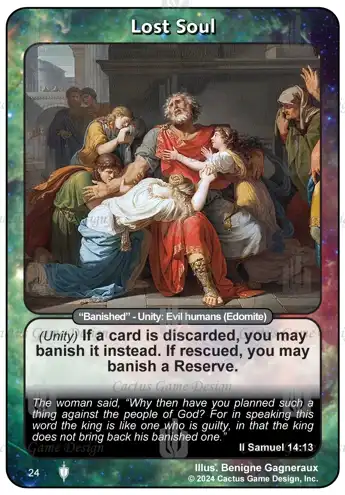 Lost Soul
"Banished" - Unity: Evil humans (Edomite)
(Unity) If a card is discarded, you may
banish it instead. If rescued, you may
banish a Reserve.
Cactus Game Design
The woman said, "Why then have you planned such a
thing against the people of God? For in speaking this
word the king is like one who is guilty, in that the king
does not bring back his banished one."
II Samuel 14:13
24
Illus. Benigne Gagneraux
© 2024 Cactus Game Design, Inc.